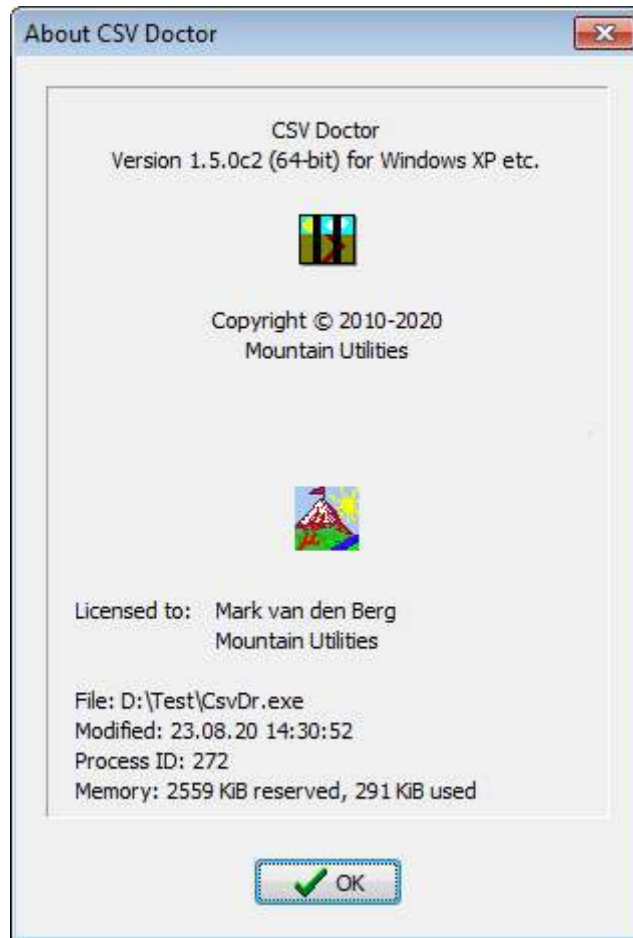 About CSV Doctor
CSV Doctor
Version 1.5.0c2 (64-bit) for Windows XP etc.
Copyright © 2010-2020
Mountain Utilities
Licensed to: Mark van den Berg
Mountain Utilities
File: D:\Test\CsvDr.exe
Modified: 23.08.20 14:30:52
Process ID: 272
Memory: 2559 KiB reserved, 291 KiB used
OK